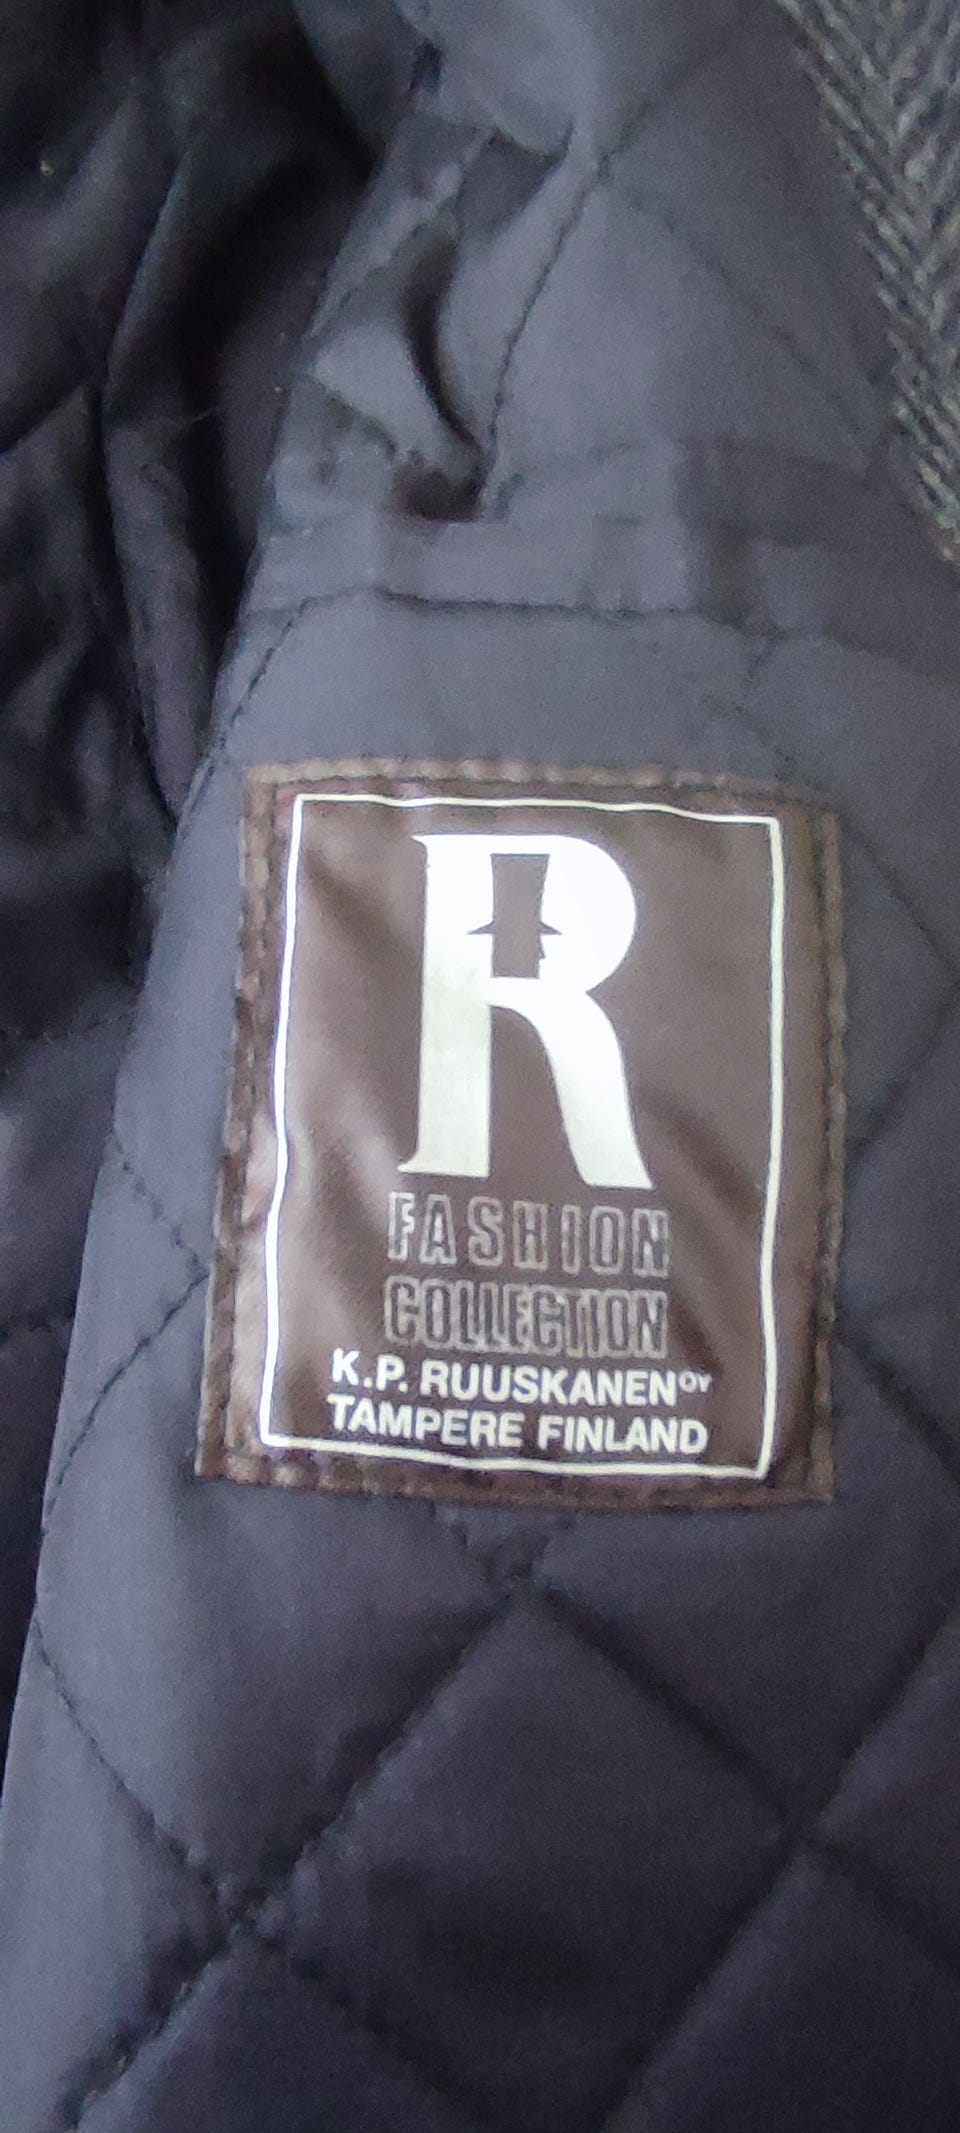 R
FASHION
COLLECTION
K.P. RUUSKANEN OY
TAMPERE FINLAND